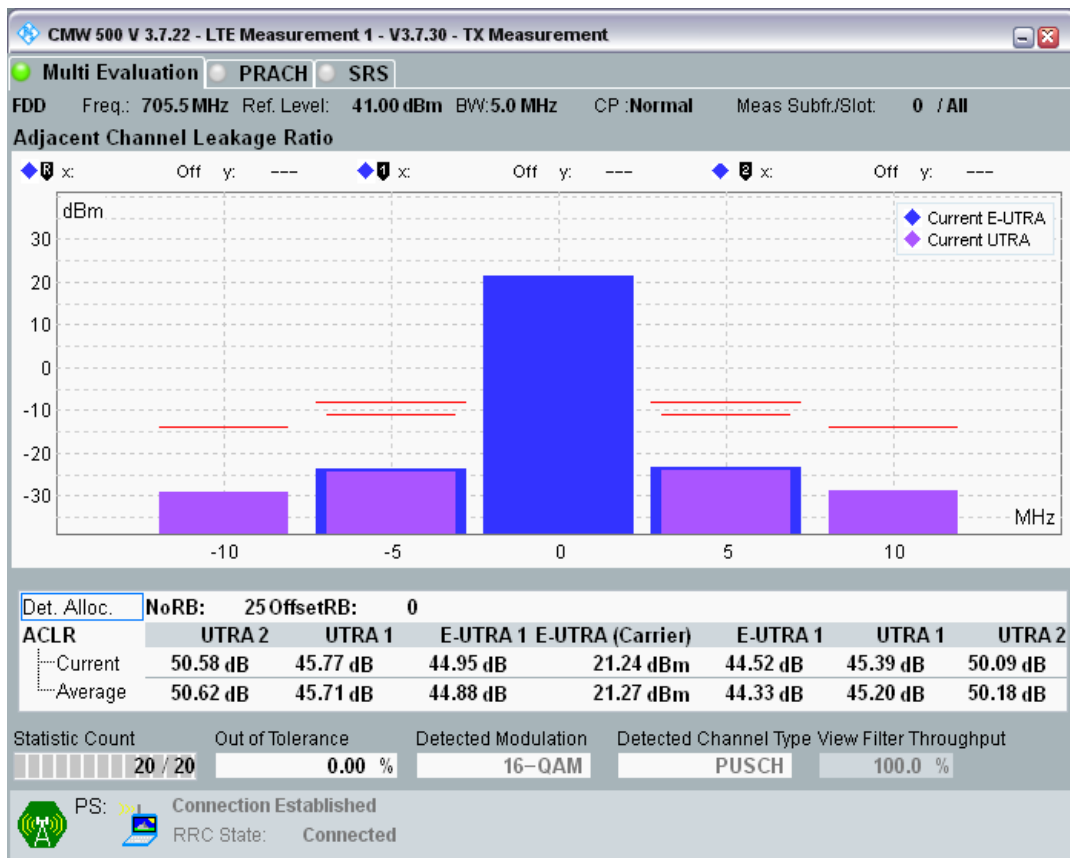 CMW 500 V 3.7.22 - LTE Measurement 1 - V3.7.30 - TX Measurement
Multi Evaluation PRACH SRS
FDD Freq.: 705.5 MHz Ref. Level: 41.00 dBm BW:5.0 MHz CP :Normal Meas Subfr./Slot: 0 / All
Adjacent Channel Leakage Ratio
R x: Off y: --- 1 x: Off y: --- 2 x: Off y: ---
dBm
Current E-UTRA
Current UTRA
30
20
10
0
-10
-20
-30
MHz
-10 -5 0 5 10
Det. Alloc. NoRB: 25 OffsetRB: 0
ACLR UTRA 2 UTRA 1 E-UTRA 1 E-UTRA (Carrier) E-UTRA 1 UTRA 1 UTRA 2
Current 50.58 dB 45.77 dB 44.95 dB 21.24 dBm 44.52 dB 45.39 dB 50.09 dB
Average 50.62 dB 45.71 dB 44.88 dB 21.27 dBm 44.33 dB 45.20 dB 50.18 dB
Statistic Count Out of Tolerance Detected Modulation Detected Channel Type View Filter Throughput
20 / 20 0.00 % 16-QAM PUSCH 100.0 %
PS: Connection Established
RRC State: Connected